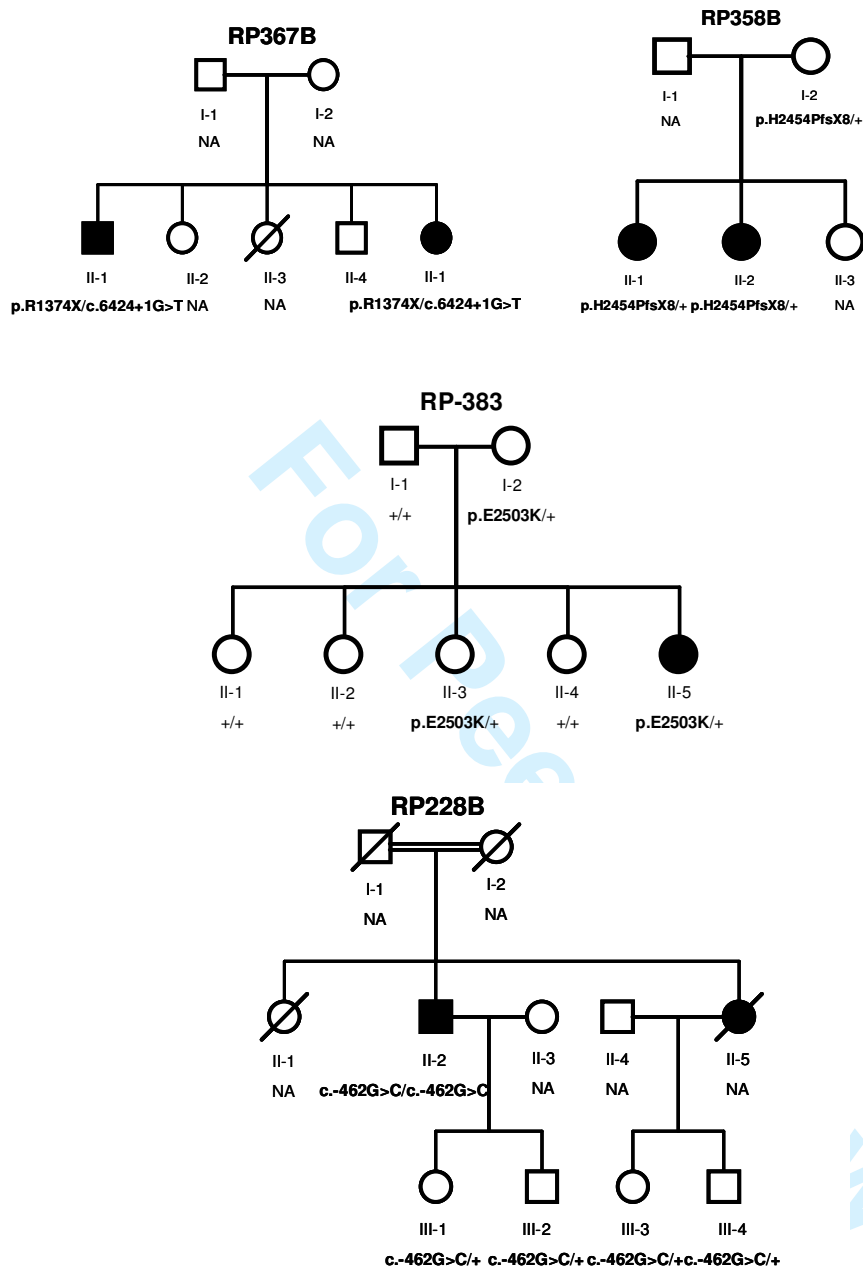 RP367B
I-1 I-2
NA NA
II-1 II-2 II-3 II-4 II-1
p.R1374X/c.6424+1G>T NA NA p.R1374X/c.6424+1G>T
RP358B
I-1 I-2
NA p.H2454PfsX8/+
II-1 II-2 II-3
p.H2454PfsX8/+ p.H2454PfsX8/+ NA
RP-383
I-1 I-2
+/+ p.E2503K/+
II-1 II-2 II-3 II-4 II-5
+/+ +/+ p.E2503K/+ +/+ p.E2503K/+
For Pee
RP228B
I-1 I-2
NA NA
II-1 II-2 II-3 II-4 II-5
NA c.-462G>C/c.-462G>C NA NA NA
III-1 III-2 III-3 III-4
c.-462G>C/+ c.-462G>C/+ c.-462G>C/+ c.-462G>C/+